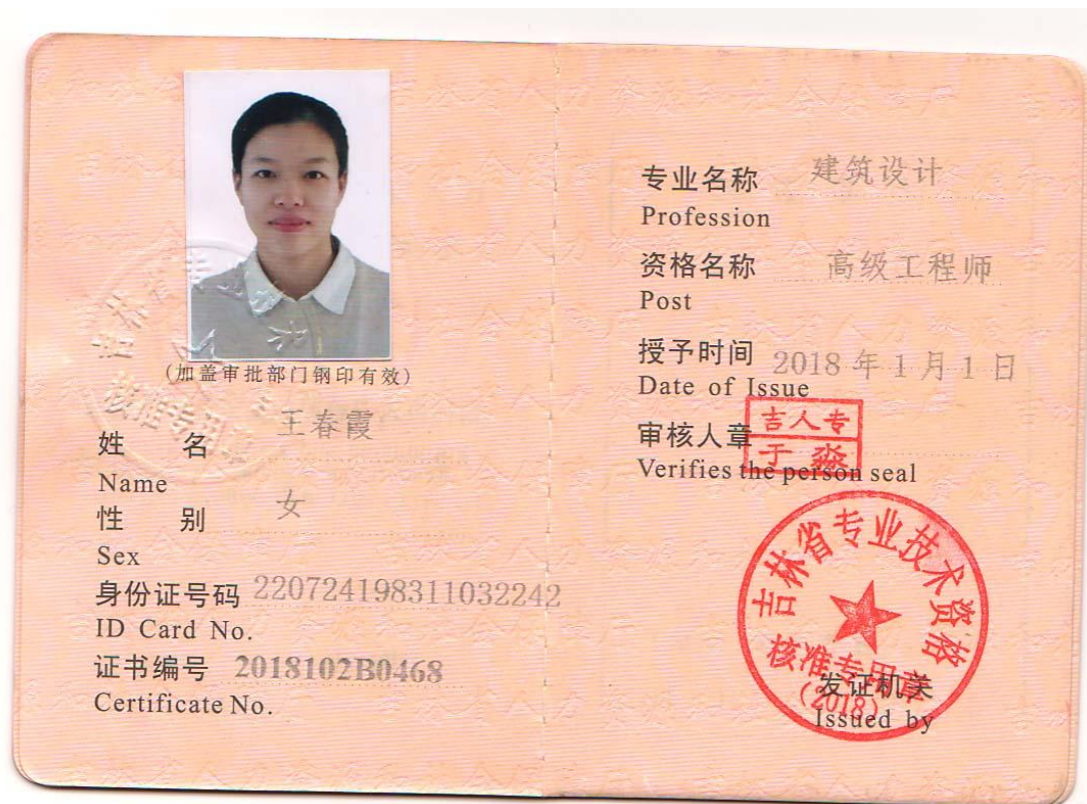 (加盖审批部门钢印有效)
姓 名 王春霞
Name
性 别 女
Sex
身份证号码 220724198311032242
ID Card No.
证书编号 2018102B0468
Certificate No.
专业名称 建筑设计
Profession
资格名称 高级工程师
Post
授予时间 2018年1月1日
Date of Issue
吉人专
审核人章 于淼
Verifies the person seal
吉林省专业技术资格
核准专用章
(2018)
发证机关
Issued by